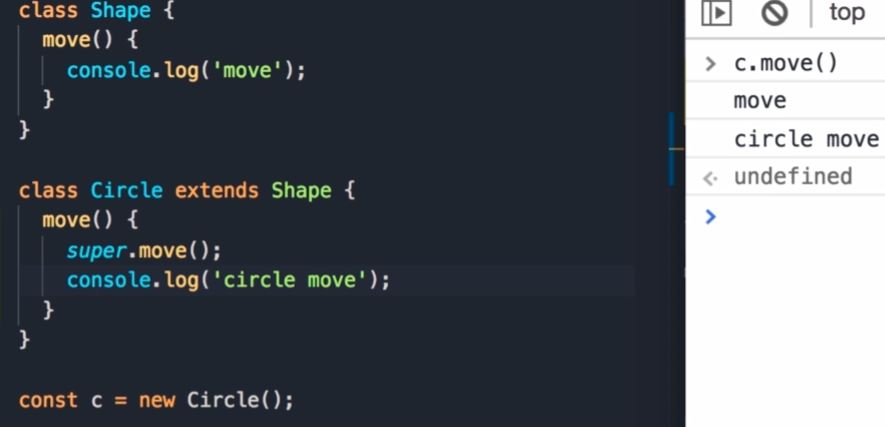 class Shape {
  move() {
    console.log('move');
  }
}

class Circle extends Shape {
  move() {
    super.move();
    console.log('circle move');
  }
}

const c = new Circle();
top
> c.move()
move
circle move
<· undefined
>